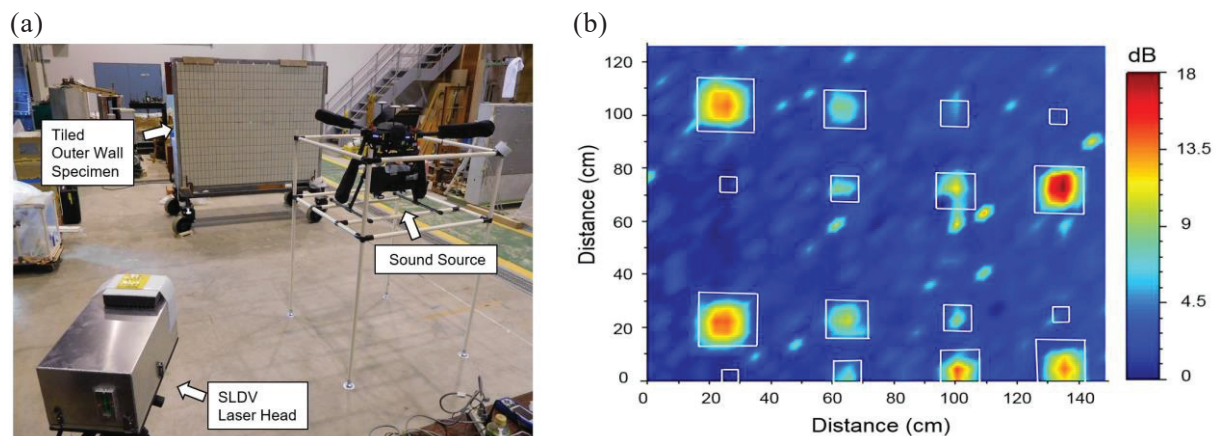 (a)
Tiled
Outer Wall
Specimen
Sound Source
SLDV
Laser Head
(b)
dB
18
13.5
9
4.5
0
Distance (cm)
120
100
80
60
40
20
0
0 20 40 60 80 100 120 140
Distance (cm)